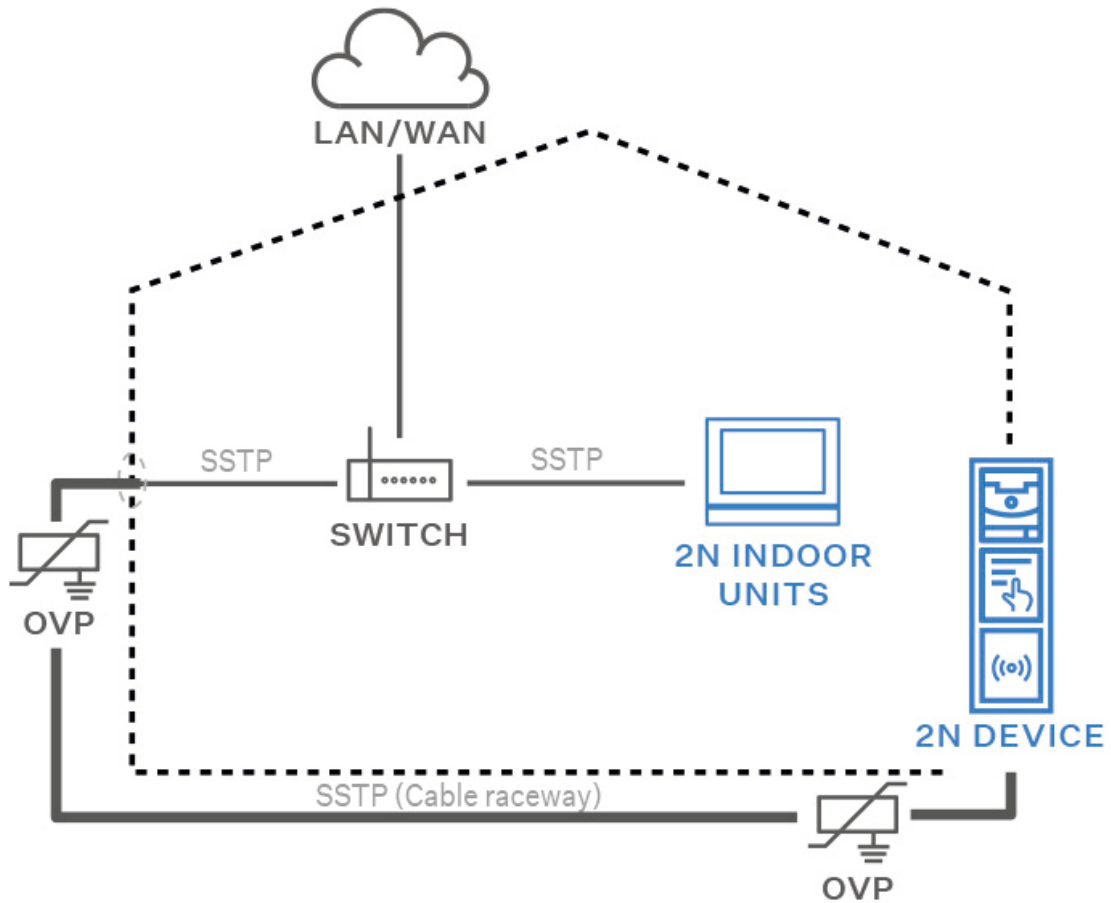 LAN/WAN
SSTP
SSTP
SWITCH
2N INDOOR
UNITS
OVP
2N DEVICE
SSTP (Cable raceway)
OVP